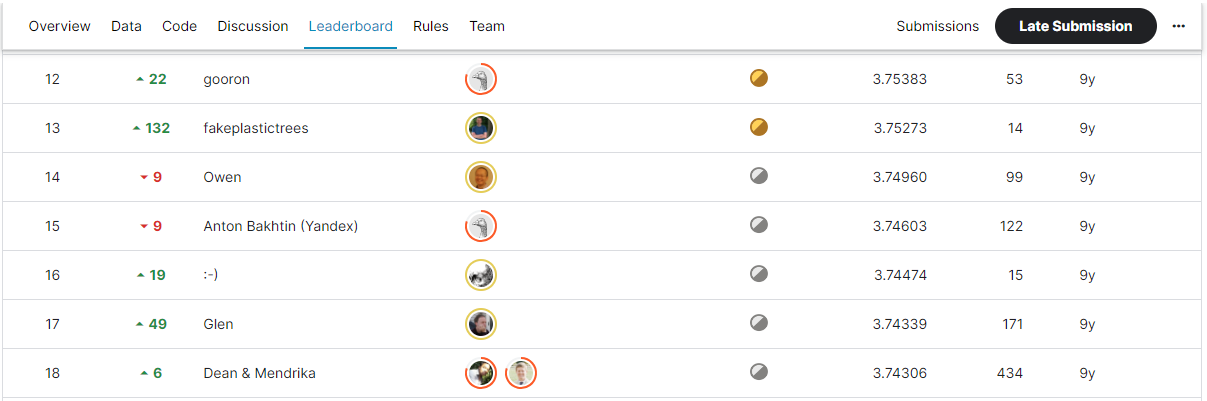 Overview Data Code Discussion Leaderboard Rules Team Submissions Late Submission ...
12 22 gooron 3.75383 53 9y
13 132 fakeplastictrees 3.75273 14 9y
14 9 Owen 3.74960 99 9y
15 9 Anton Bakhtin (Yandex) 3.74603 122 9y
16 19 :-) 3.74474 15 9y
17 49 Glen 3.74339 171 9y
18 6 Dean & Mendrika 3.74306 434 9y